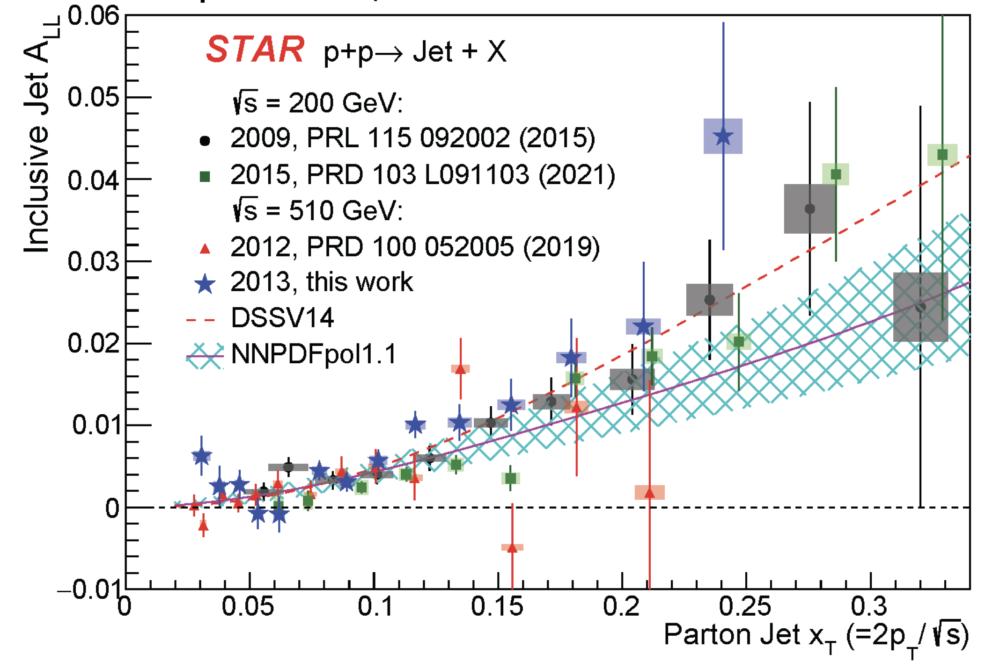 0.06
0.05
0.04
0.03
0.02
0.01
0
−0.01
Inclusive Jet A_LL
STAR p+p→ Jet + X
√s = 200 GeV:
2009, PRL 115 092002 (2015)
2015, PRD 103 L091103 (2021)
√s = 510 GeV:
2012, PRD 100 052005 (2019)
2013, this work
DSSV14
NNPDFpol1.1
0 0.05 0.1 0.15 0.2 0.25 0.3
Parton Jet x_T (=2p_T/√s)